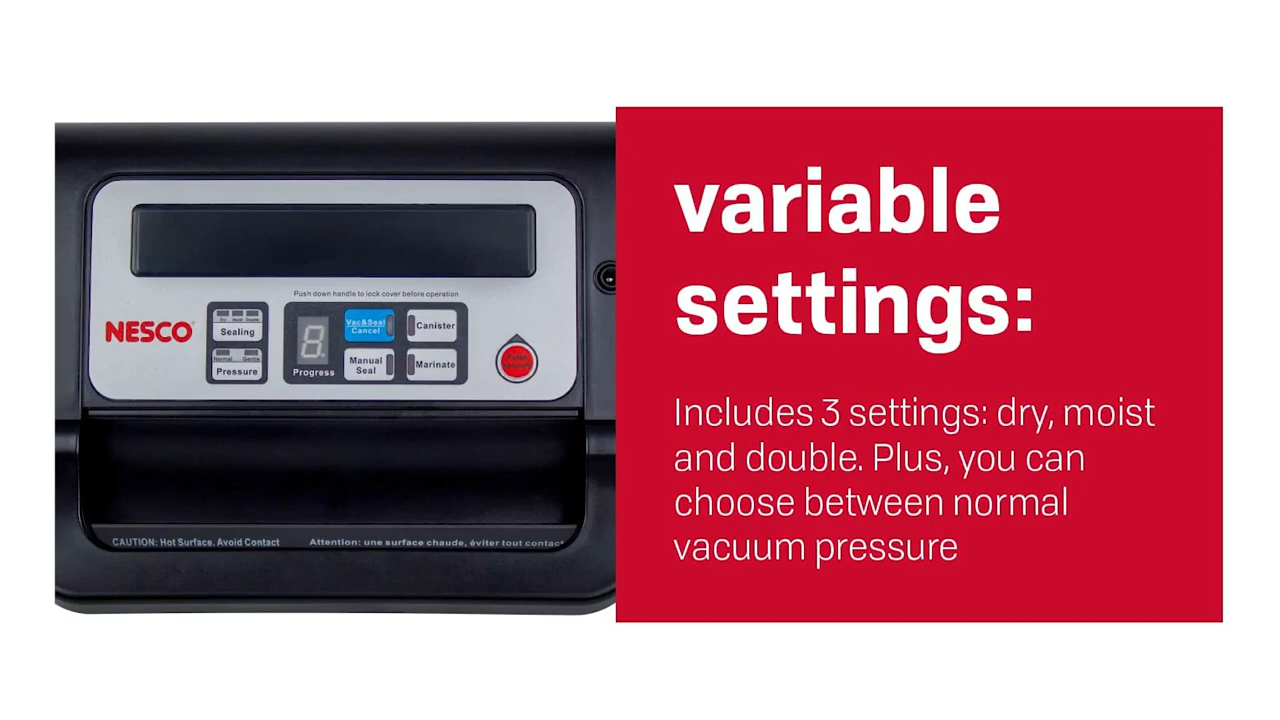 Push down handle to lock cover before operation
NESCO
Dry Moist Double
Sealing
Normal Gentle
Pressure
8.
Progress
Vac&Seal
Cancel
Manual
Seal
Canister
Marinate
CAUTION: Hot Surface. Avoid Contact
Attention: une surface chaude, éviter tout contact
variable
settings:
Includes 3 settings: dry, moist
and double. Plus, you can
choose between normal
vacuum pressure